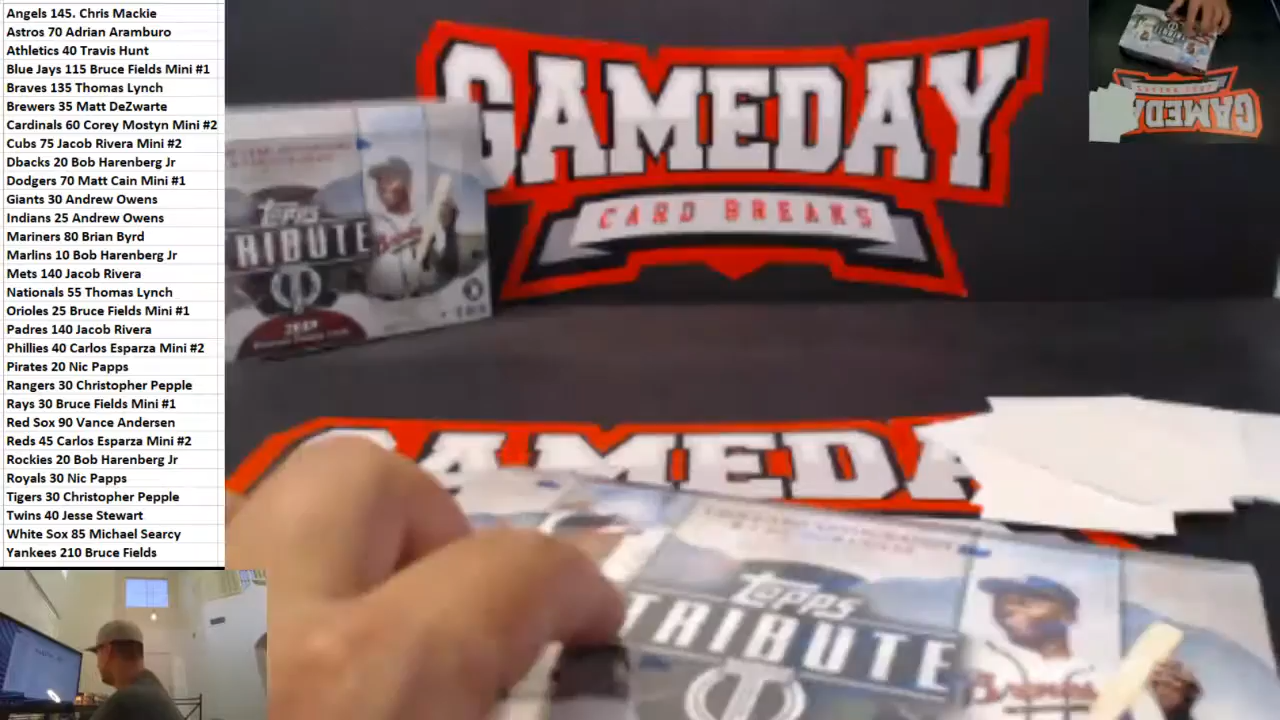 Angels 145. Chris Mackie
Astros 70 Adrian Aramburo
Athletics 40 Travis Hunt
Blue Jays 115 Bruce Fields Mini #1
Braves 135 Thomas Lynch
Brewers 35 Matt DeZwarte
Cardinals 60 Corey Mostyn Mini #2
Cubs 75 Jacob Rivera Mini #2
Dbacks 20 Bob Harenberg Jr
Dodgers 70 Matt Cain Mini #1
Giants 30 Andrew Owens
Indians 25 Andrew Owens
Mariners 80 Brian Byrd
Marlins 10 Bob Harenberg Jr
Mets 140 Jacob Rivera
Nationals 55 Thomas Lynch
Orioles 25 Bruce Fields Mini #1
Padres 140 Jacob Rivera
Phillies 40 Carlos Esparza Mini #2
Pirates 20 Nic Papps
Rangers 30 Christopher Pepple
Rays 30 Bruce Fields Mini #1
Red Sox 90 Vance Andersen
Reds 45 Carlos Esparza Mini #2
Rockies 20 Bob Harenberg Jr
Royals 30 Nic Papps
Tigers 30 Christopher Pepple
Twins 40 Jesse Stewart
White Sox 85 Michael Searcy
Yankees 210 Bruce Fields
GAMEDAY
CARD BREAKS
Topps
RIBUTE
Braves
GAMEDA
Topps
TRIBUTE
Braves
GAMEDA